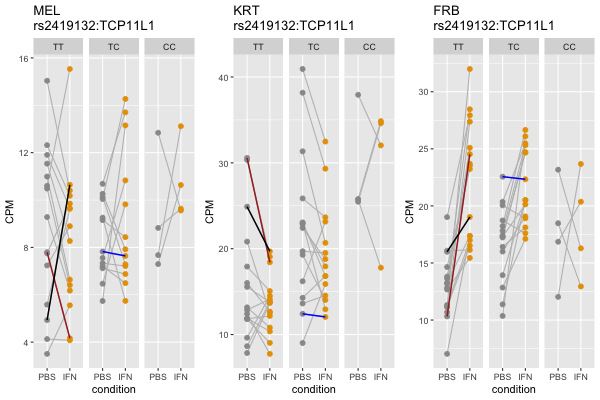 MEL
rs2419132:TCP11L1
TT TC CC
CPM
16
12
8
4
PBS IFN PBS IFN PBS IFN
condition
KRT
rs2419132:TCP11L1
TT TC CC
CPM
40
30
20
10
PBS IFN PBS IFN PBS IFN
condition
FRB
rs2419132:TCP11L1
TT TC CC
CPM
30
25
20
15
10
PBS IFN PBS IFN PBS IFN
condition